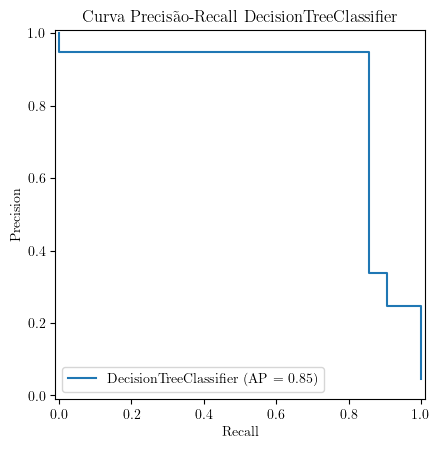 Curva Precisão-Recall DecisionTreeClassifier
1.0
0.8
0.6
0.4
0.2
0.0
Precision
DecisionTreeClassifier (AP = 0.85)
0.0 0.2 0.4 0.6 0.8 1.0
Recall